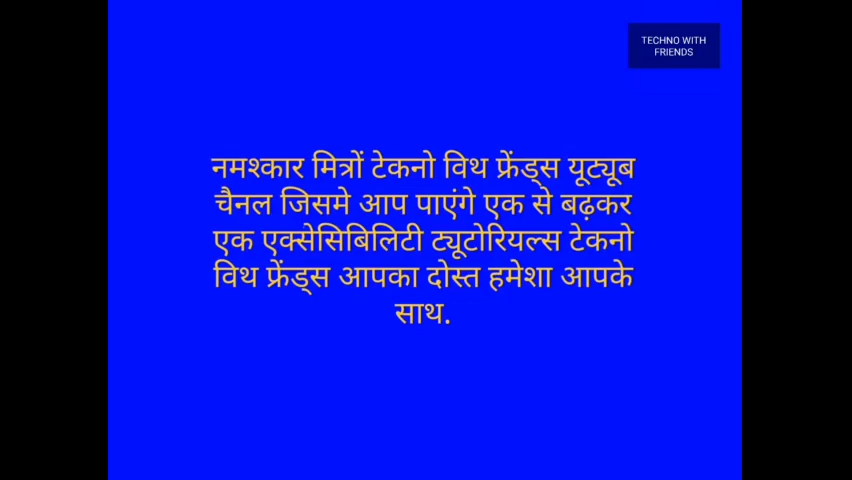 TECHNO WITH
FRIENDS
नमश्कार मित्रों टेकनो विथ फ्रेंड्स यूट्यूब
चैनल जिसमे आप पाएंगे एक से बढ़कर
एक एक्सेसिबिलिटी ट्यूटोरियल्स टेकनो
विथ फ्रेंड्स आपका दोस्त हमेशा आपके
साथ.